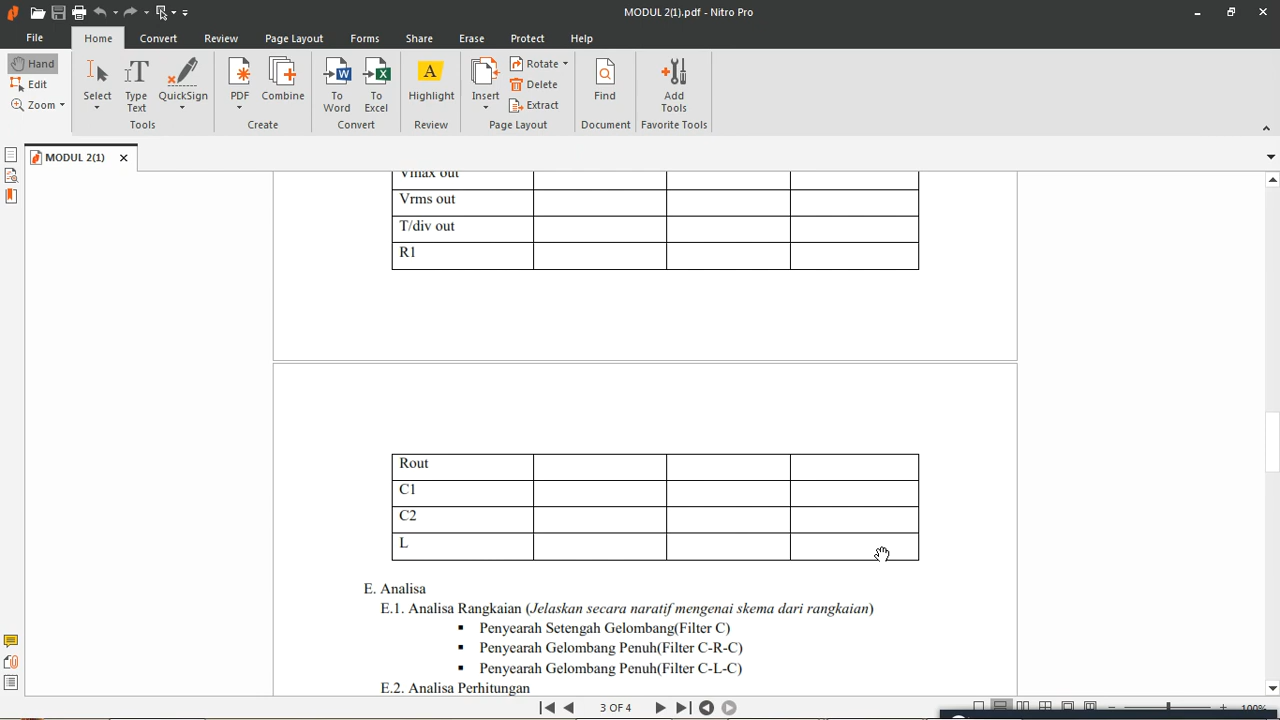 MODUL 2(1).pdf - Nitro Pro
File
Home
Convert
Review
Page Layout
Forms
Share
Erase
Protect
Help
Hand
Edit
Zoom
Select
Type Text
QuickSign
Tools
PDF
Combine
Create
To Word
To Excel
Convert
Highlight
Review
Insert
Rotate
Delete
Extract
Page Layout
Find
Document
Add Tools
Favorite Tools
MODUL 2(1)
Vmax out
Vrms out
T/div out
R1
Rout
C1
C2
L
E. Analisa
E.1. Analisa Rangkaian (Jelaskan secara naratif mengenai skema dari rangkaian)
▪ Penyearah Setengah Gelombang(Filter C)
▪ Penyearah Gelombang Penuh(Filter C-R-C)
▪ Penyearah Gelombang Penuh(Filter C-L-C)
E.2. Analisa Perhitungan
3 OF 4
100%